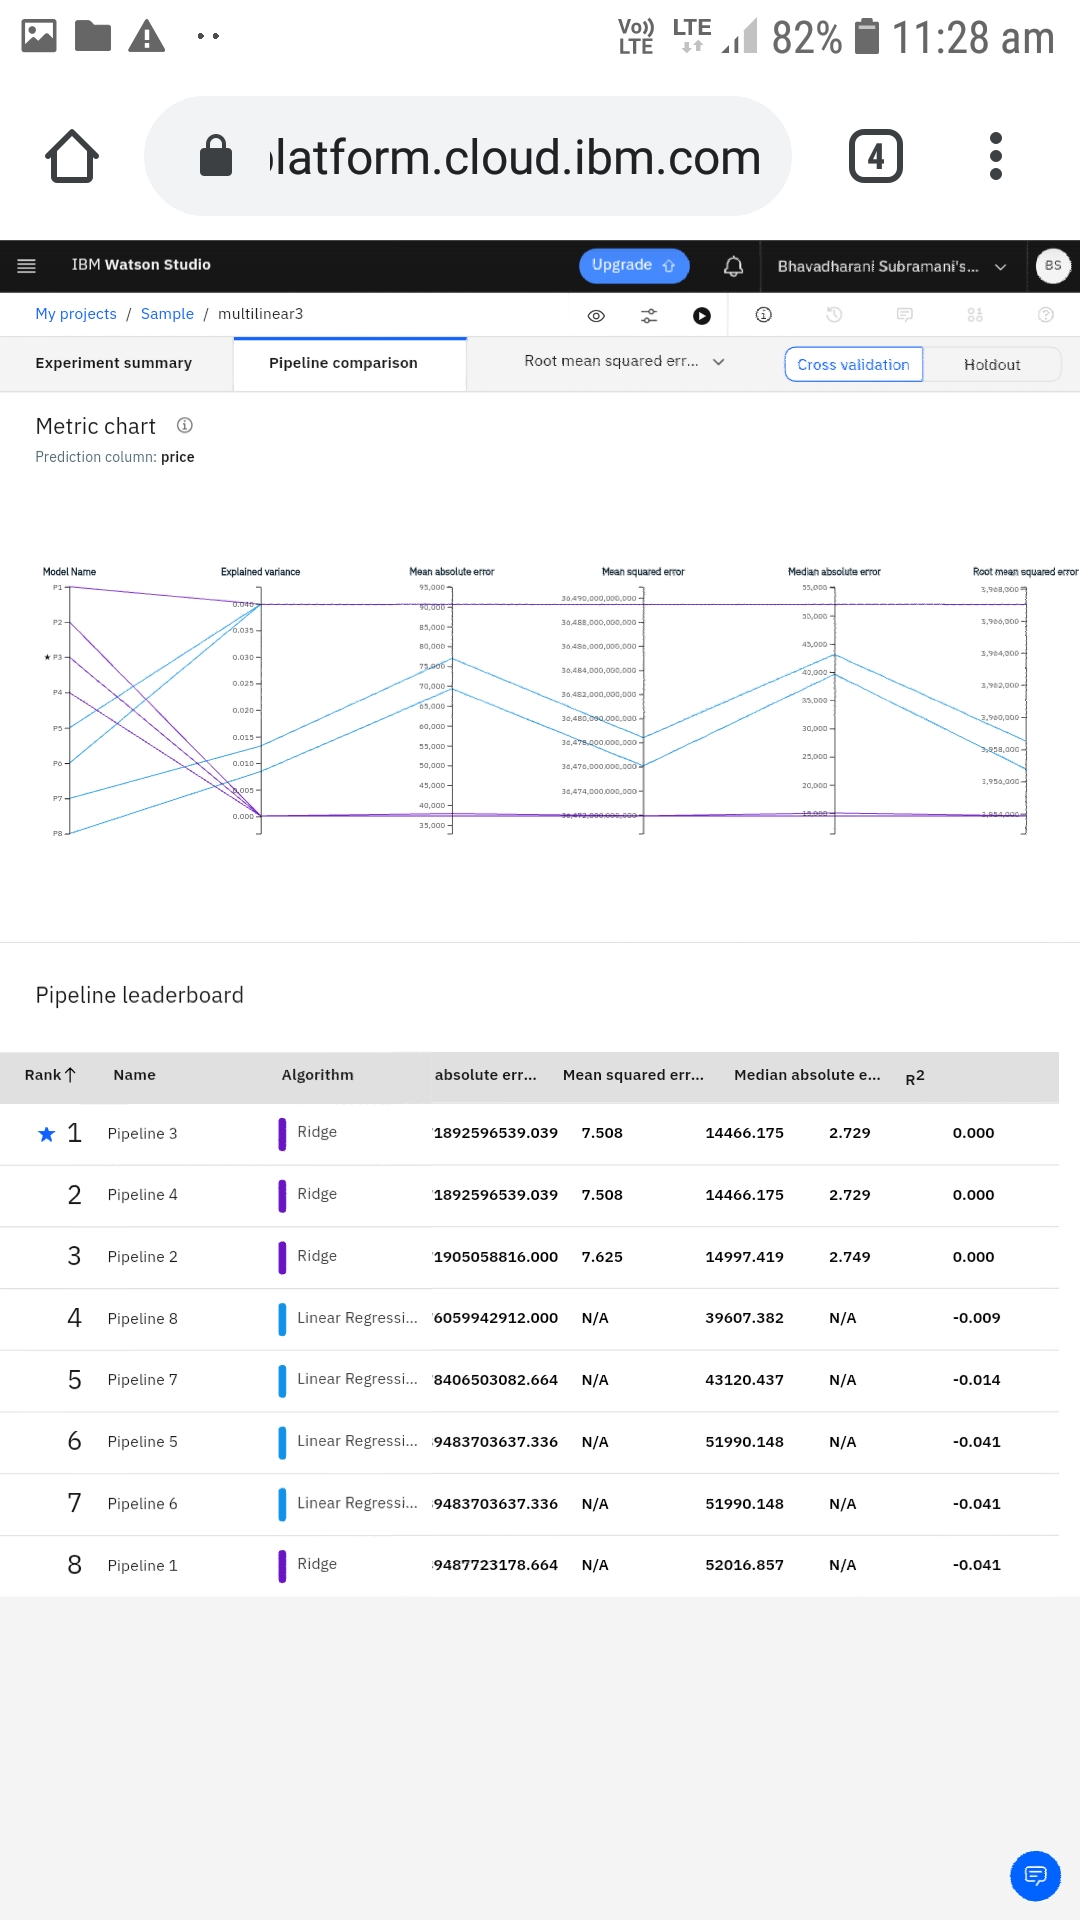 Vo)) LTE LTE 82% 11:28 am
latform.cloud.ibm.com 4
IBM Watson Studio Upgrade Bhavadharani Subramani's... BS
My projects / Sample / multilinear3
Experiment summary Pipeline comparison Root mean squared err... Cross validation Holdout
Metric chart
Prediction column: price
Model Name Explained variance Mean absolute error Mean squared error Median absolute error Root mean squared error
P1
P2
★ P3
P4
P5
P6
P7
P8
0.040
0.035
0.030
0.025
0.020
0.015
0.010
0.005
0.000
95,000
90,000
85,000
80,000
75,000
70,000
65,000
60,000
55,000
50,000
45,000
40,000
35,000
36,490,000,000,000
36,488,000,000,000
36,486,000,000,000
36,484,000,000,000
36,482,000,000,000
36,480,000,000,000
36,478,000,000,000
36,476,000,000,000
36,474,000,000,000
36,472,000,000,000
55,000
50,000
45,000
40,000
35,000
30,000
25,000
20,000
15,000
3,968,000
3,966,000
3,964,000
3,962,000
3,960,000
3,958,000
3,956,000
3,954,000
Pipeline leaderboard
Rank↑ Name Algorithm absolute err... Mean squared err... Median absolute e... R²
★ 1 Pipeline 3 Ridge 1892596539.039 7.508 14466.175 2.729 0.000
2 Pipeline 4 Ridge 1892596539.039 7.508 14466.175 2.729 0.000
3 Pipeline 2 Ridge 1905058816.000 7.625 14997.419 2.749 0.000
4 Pipeline 8 Linear Regressi... 6059942912.000 N/A 39607.382 N/A -0.009
5 Pipeline 7 Linear Regressi... 8406503082.664 N/A 43120.437 N/A -0.014
6 Pipeline 5 Linear Regressi... 9483703637.336 N/A 51990.148 N/A -0.041
7 Pipeline 6 Linear Regressi... 9483703637.336 N/A 51990.148 N/A -0.041
8 Pipeline 1 Ridge 9487723178.664 N/A 52016.857 N/A -0.041